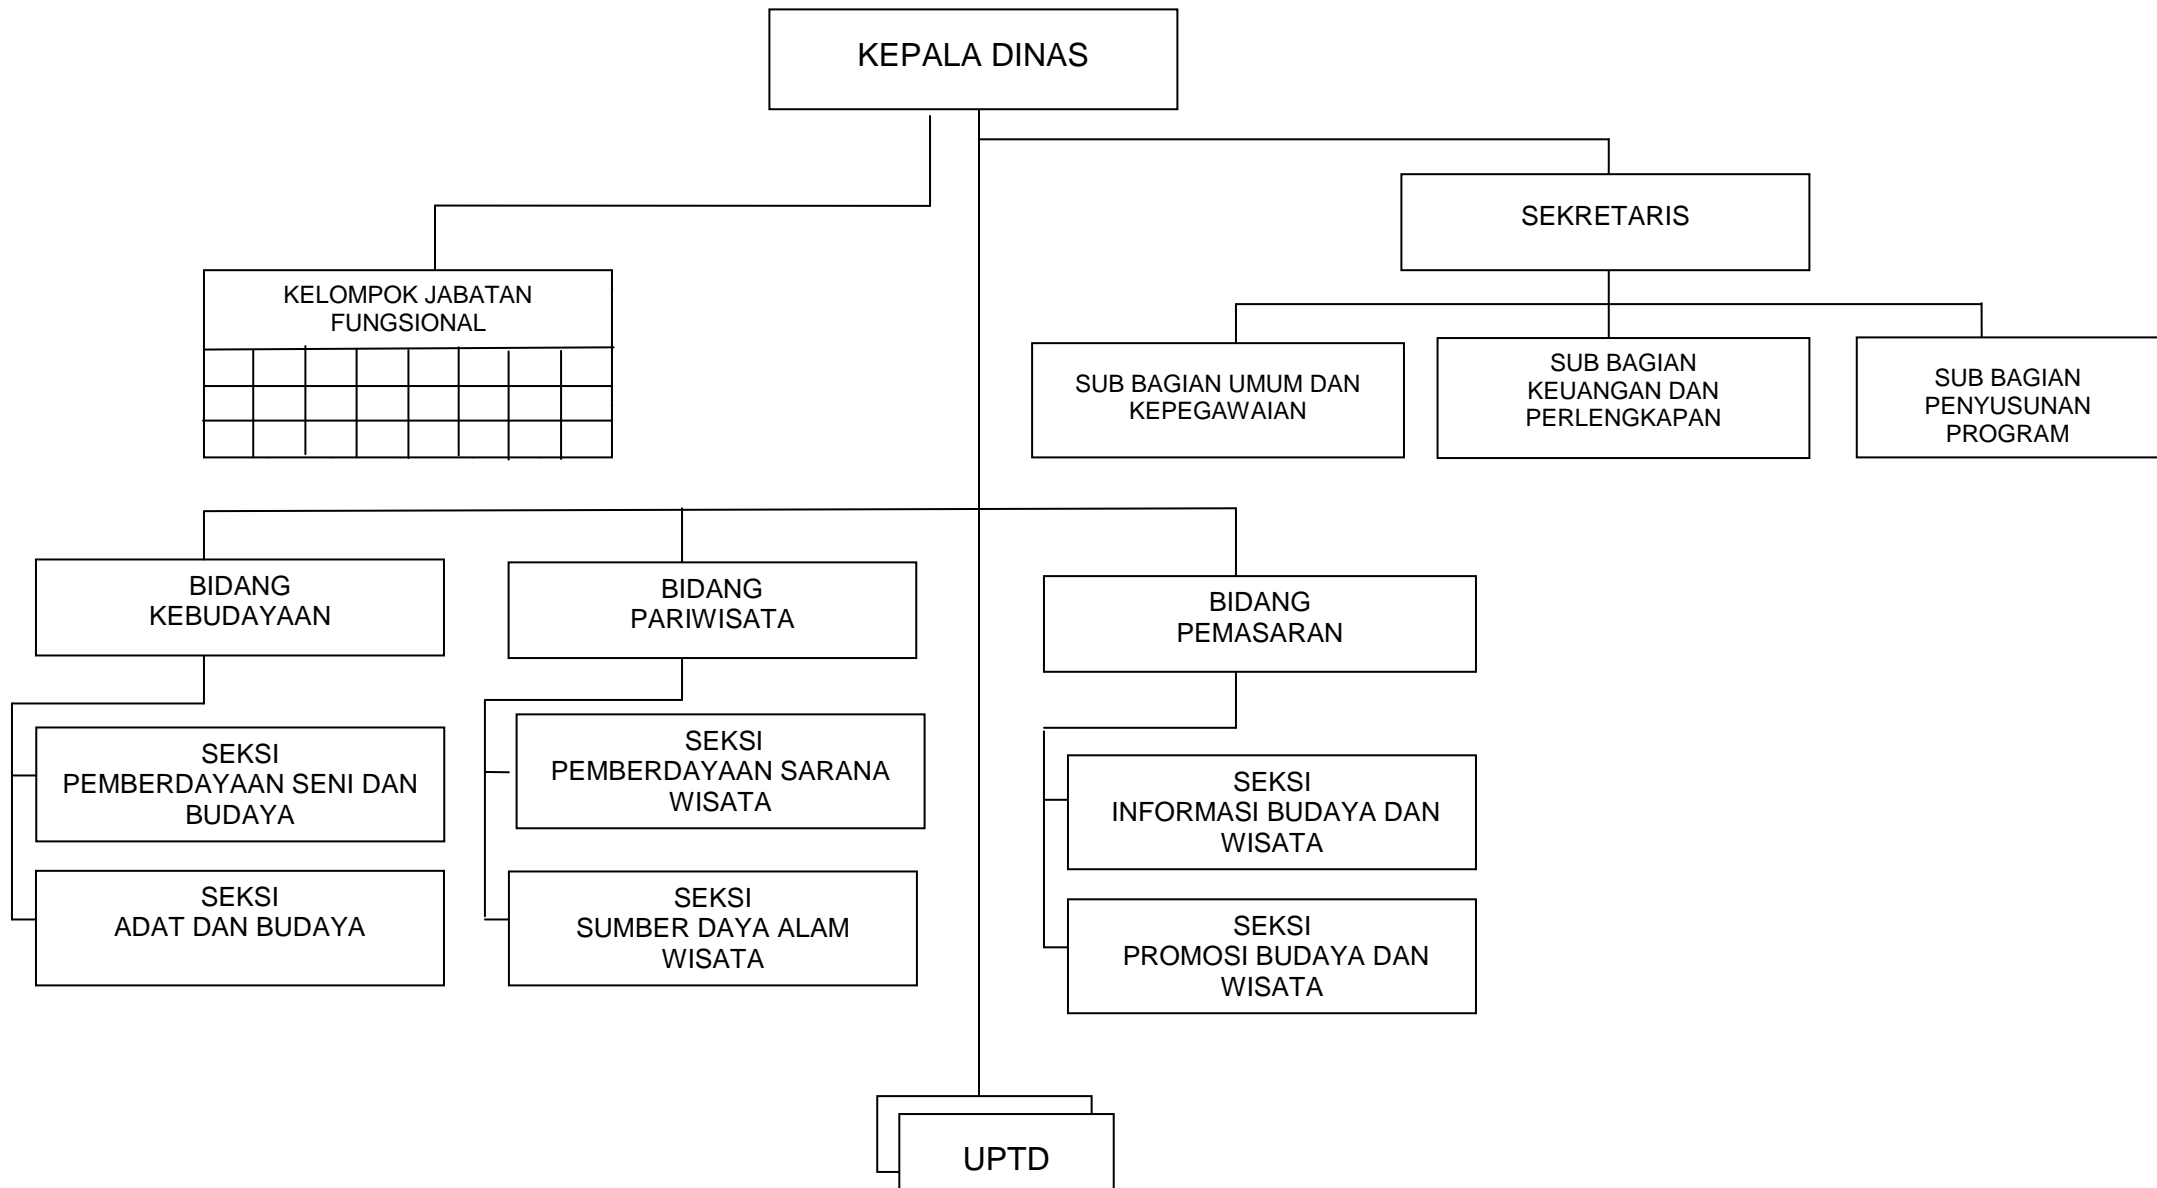 KEPALA DINAS
SEKRETARIS
KELOMPOK JABATAN
FUNGSIONAL
SUB BAGIAN UMUM DAN
KEPEGAWAIAN
SUB BAGIAN
KEUANGAN DAN
PERLENGKAPAN
SUB BAGIAN
PENYUSUNAN
PROGRAM
BIDANG
KEBUDAYAAN
BIDANG
PARIWISATA
BIDANG
PEMASARAN
SEKSI
PEMBERDAYAAN SENI DAN
BUDAYA
SEKSI
PEMBERDAYAAN SARANA
WISATA
SEKSI
INFORMASI BUDAYA DAN
WISATA
SEKSI
ADAT DAN BUDAYA
SEKSI
SUMBER DAYA ALAM
WISATA
SEKSI
PROMOSI BUDAYA DAN
WISATA
UPTD